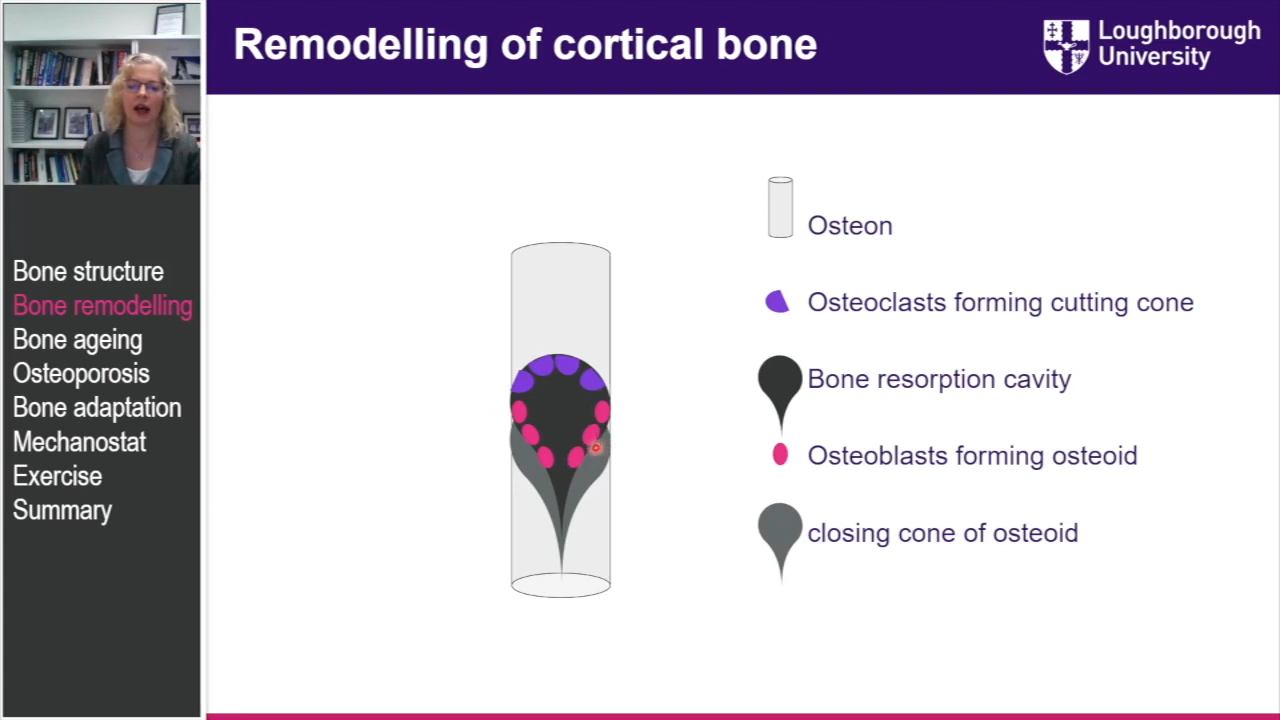 Remodelling of cortical bone
Loughborough
University
Bone structure
Bone remodelling
Bone ageing
Osteoporosis
Bone adaptation
Mechanostat
Exercise
Summary
Osteon
Osteoclasts forming cutting cone
Bone resorption cavity
Osteoblasts forming osteoid
closing cone of osteoid